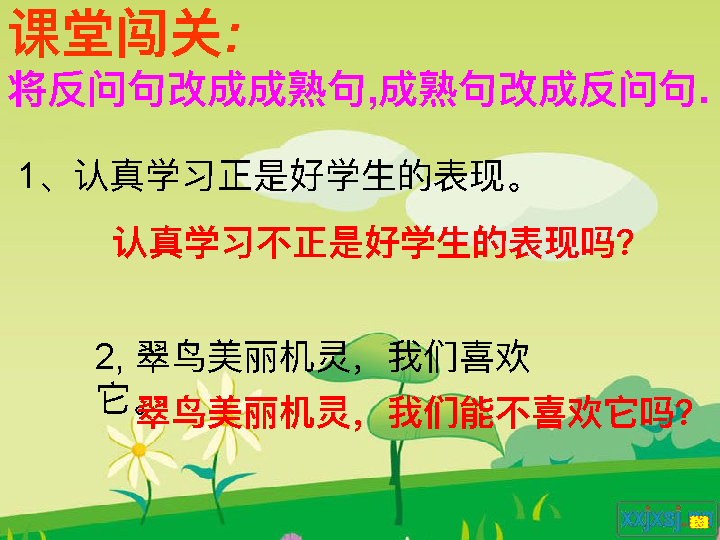 课堂闯关:
将反问句改成成熟句,成熟句改成反问句.
1、认真学习正是好学生的表现。
认真学习不正是好学生的表现吗?
2, 翠鸟美丽机灵，我们喜欢
它。
翠鸟美丽机灵，我们能不喜欢它吗?
xxjxsj